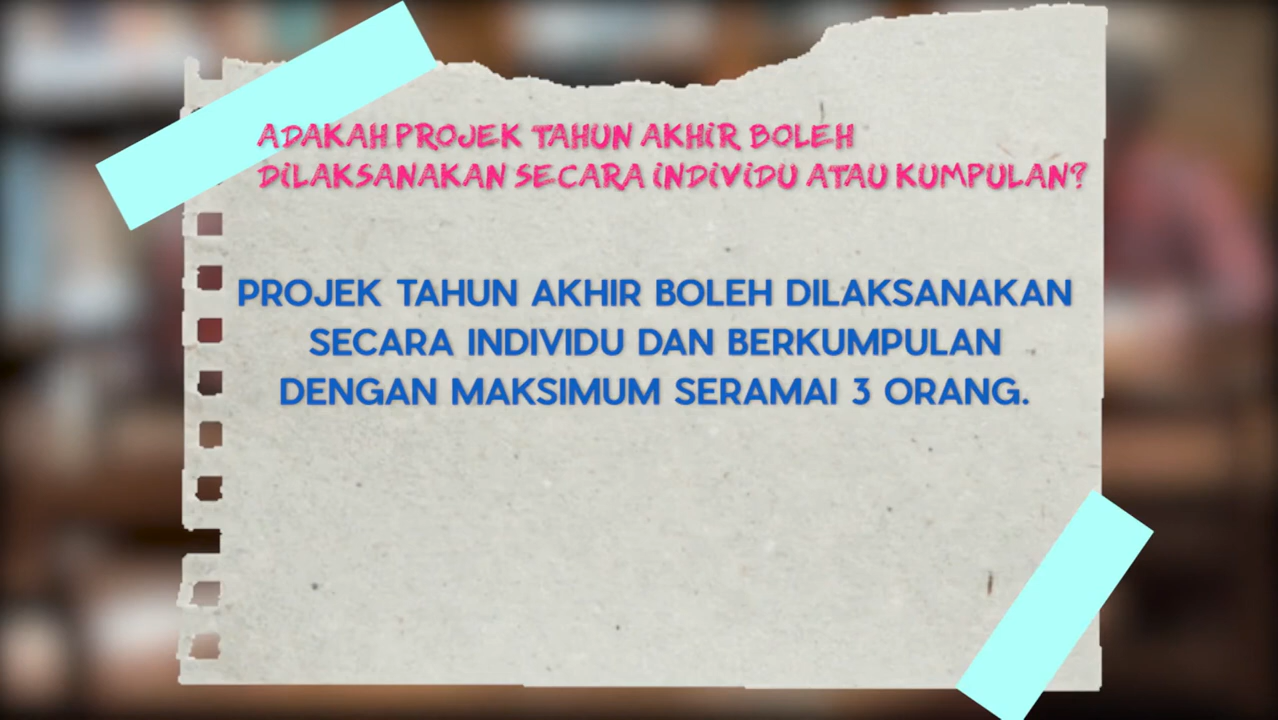 ADAKAH PROJEK TAHUN AKHIR BOLEH
DILAKSANAKAN SECARA INDIVIDU ATAU KUMPULAN?
PROJEK TAHUN AKHIR BOLEH DILAKSANAKAN
SECARA INDIVIDU DAN BERKUMPULAN
DENGAN MAKSIMUM SERAMAI 3 ORANG.